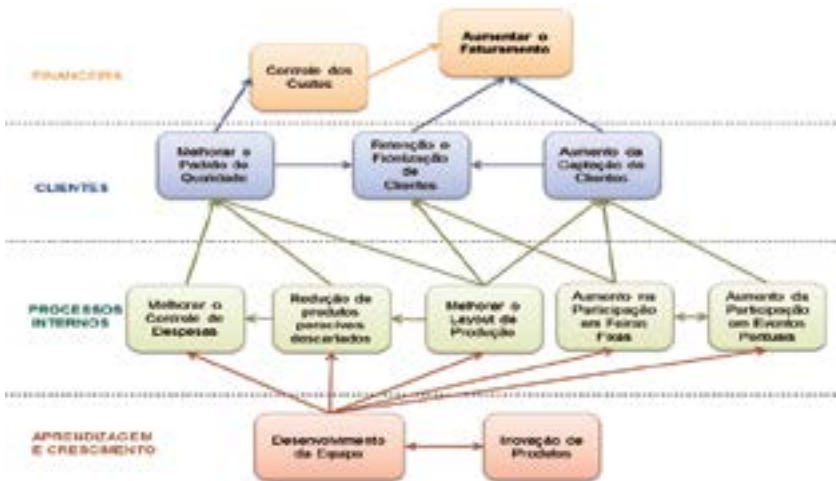 FINANCEIRA
Aumentar o
Faturamento
Controle dos
Custos
CLIENTES
Melhorar o
Padrão de
Qualidade
Retenção e
Fidelização
de
Clientes
Aumento da
Captação de
Clientes
PROCESSOS
INTERNOS
Melhorar o
Controle de
Despesas
Redução de
produtos
perecíveis
descartados
Melhorar o
Layout da
Produção
Aumento na
Participação
em Feiras
Fixas
Aumento da
Participação
em Eventos
Pontuais
APRENDIZAGEM
E CRESCIMENTO
Desenvolvimento
da Equipe
Inovação de
Produtos